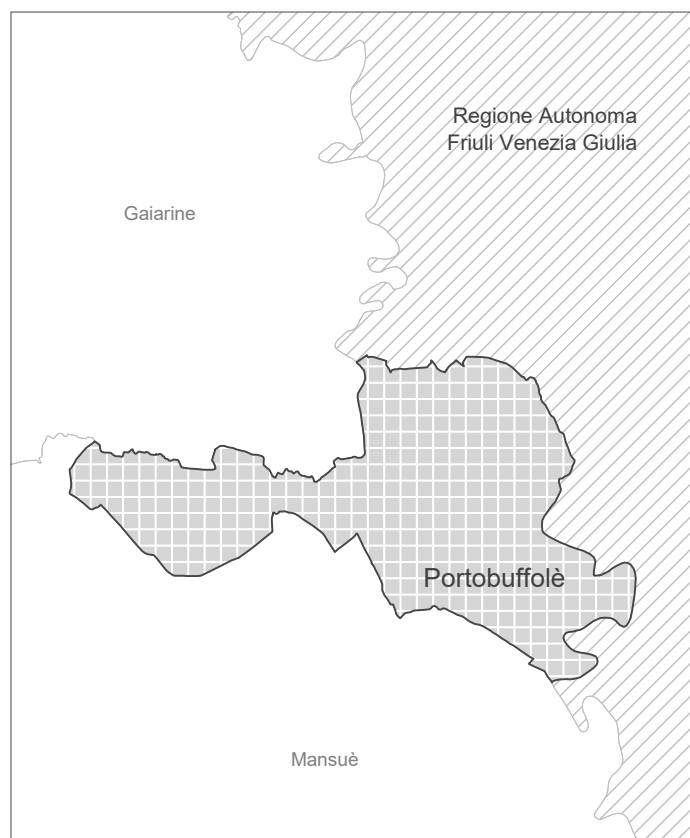 Regione Autonoma
Friuli Venezia Giulia
Gaiarine
Portobuffolè
Mansuè